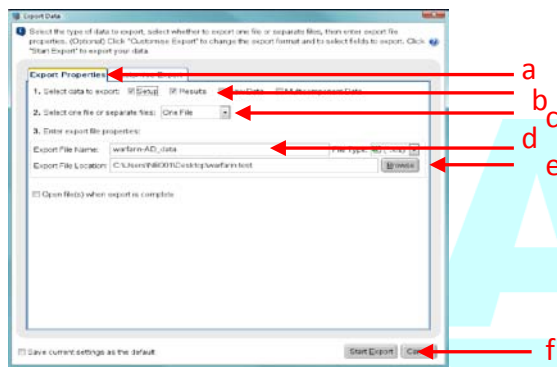 Export Data
Select the type of data to export, select whether to export one file or separate files, then enter export file
properties. (Optional) Click "Customize Export" to change the export format and to select fields to export. Click
"Start Export" to export your data.
Export Properties
a
1. Select data to export: Setup Results Data
b
2. Select one file or separate files: One File
c
3. Enter export file properties:
d
Export File Name: warfarin-AD_data File Type:
Export File Location: Browse
e
Open file(s) when export is complete
Save current settings as the default Start Export
f
A